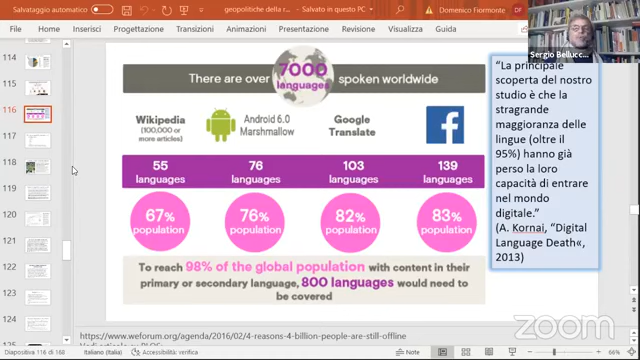 Salvataggio automatico
geopolitiche della r...
Salvato in questo PC
Domenico Fiormonte
DF
File
Home
Inserisci
Progettazione
Transizioni
Animazioni
Presentazione
Registra
Revisione
Visualizza
Guida
Sergio Bellucc...
114
115
116
117
118
119
120
121
122
123
There are over 7000 languages spoken worldwide
Wikipedia
(100,000 or
more articles)
Android 6.0
Marshmallow
Google
Translate
55
languages
76
languages
103
languages
139
languages
67%
population
76%
population
82%
population
83%
population
To reach 98% of the global population with content in their
primary or secondary language, 800 languages would need to
be covered
“La principale
scoperta del nostro
studio è che la
stragrande
maggioranza delle
lingue (oltre il
95%) hanno già
perso la loro
capacità di entrare
nel mondo
digitale.”
(A. Kornai, “Digital
Language Death“,
2013)
https://www.weforum.org/agenda/2016/02/4-reasons-4-billion-people-are-still-offline
zoom
Diapositiva 116 di 168
Italiano (Italia)
Accessibilità: verifica
Note
66%